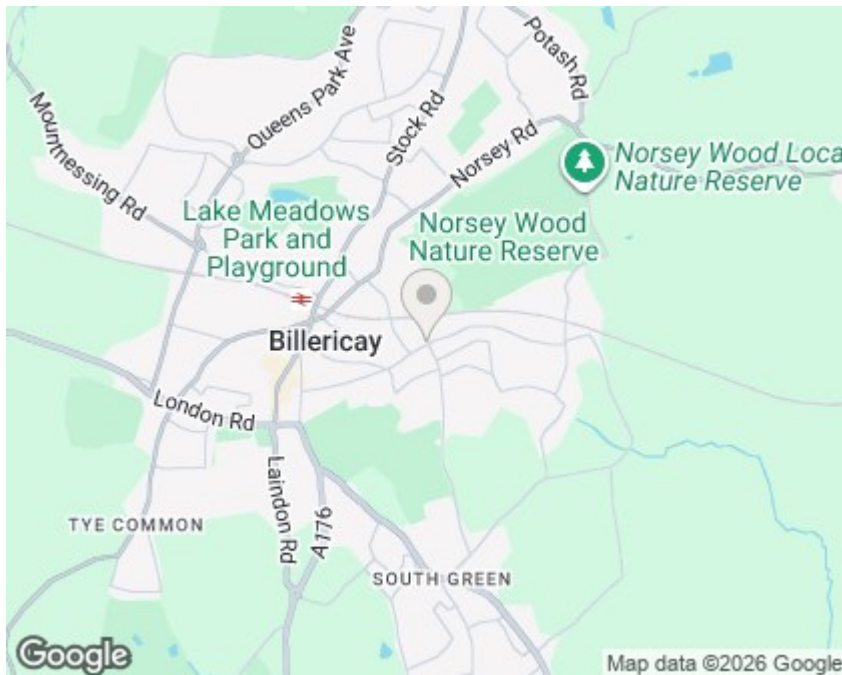 Potash Rd
Queens Park Ave
Stock Rd
Mountnessing Rd
Norsey Rd
Norsey Wood Loca
Nature Reserve
Lake Meadows
Park and
Playground
Norsey Wood
Nature Reserve
Billericay
London Rd
Laindon Rd
A176
TYE COMMON
SOUTH GREEN
Google
Map data ©2026 Google